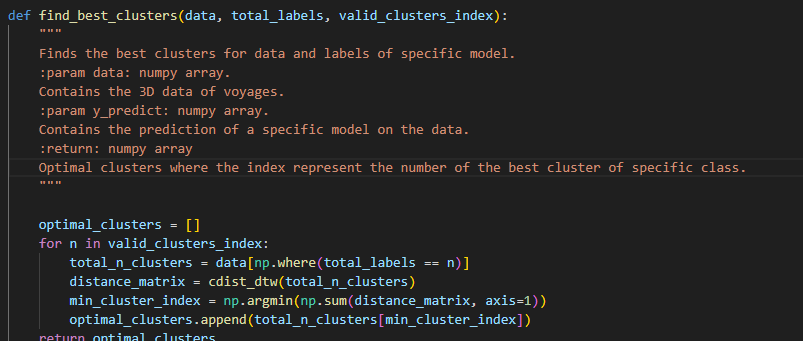 def find_best_clusters(data, total_labels, valid_clusters_index):
"""
Finds the best clusters for data and labels of specific model.
:param data: numpy array.
Contains the 3D data of voyages.
:param y_predict: numpy array.
Contains the prediction of a specific model on the data.
:return: numpy array
Optimal clusters where the index represent the number of the best cluster of specific class.
"""
optimal_clusters = []
for n in valid_clusters_index:
total_n_clusters = data[np.where(total_labels == n)]
distance_matrix = cdist_dtw(total_n_clusters)
min_cluster_index = np.argmin(np.sum(distance_matrix, axis=1))
optimal_clusters.append(total_n_clusters[min_cluster_index])
return optimal_clusters